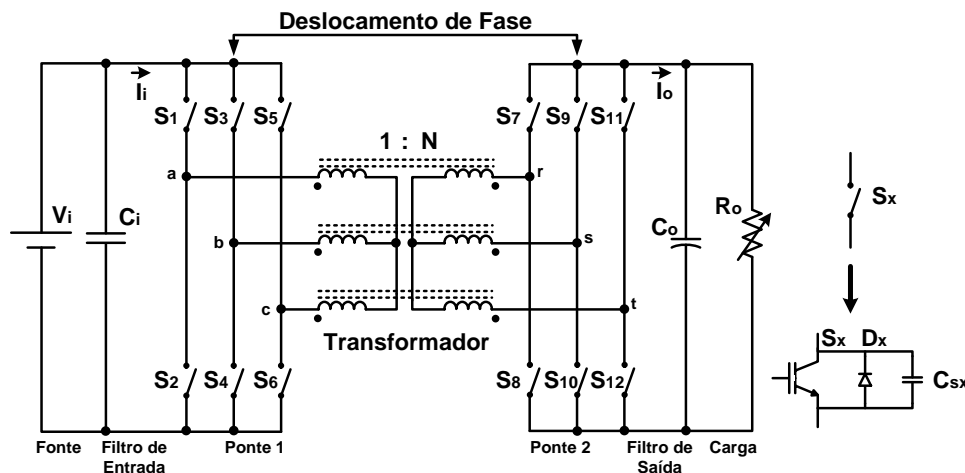 Deslocamento de Fase
Ii
Io
S1 S3 S5
S7 S9 S11
1 : N
a
r
Sx
Vi
Ci
Ro
Co
b
s
c
t
Transformador
Sx Dx
S2 S4 S6
S8 S10 S12
Csx
Fonte
Filtro de Entrada
Ponte 1
Ponte 2
Filtro de Saída
Carga